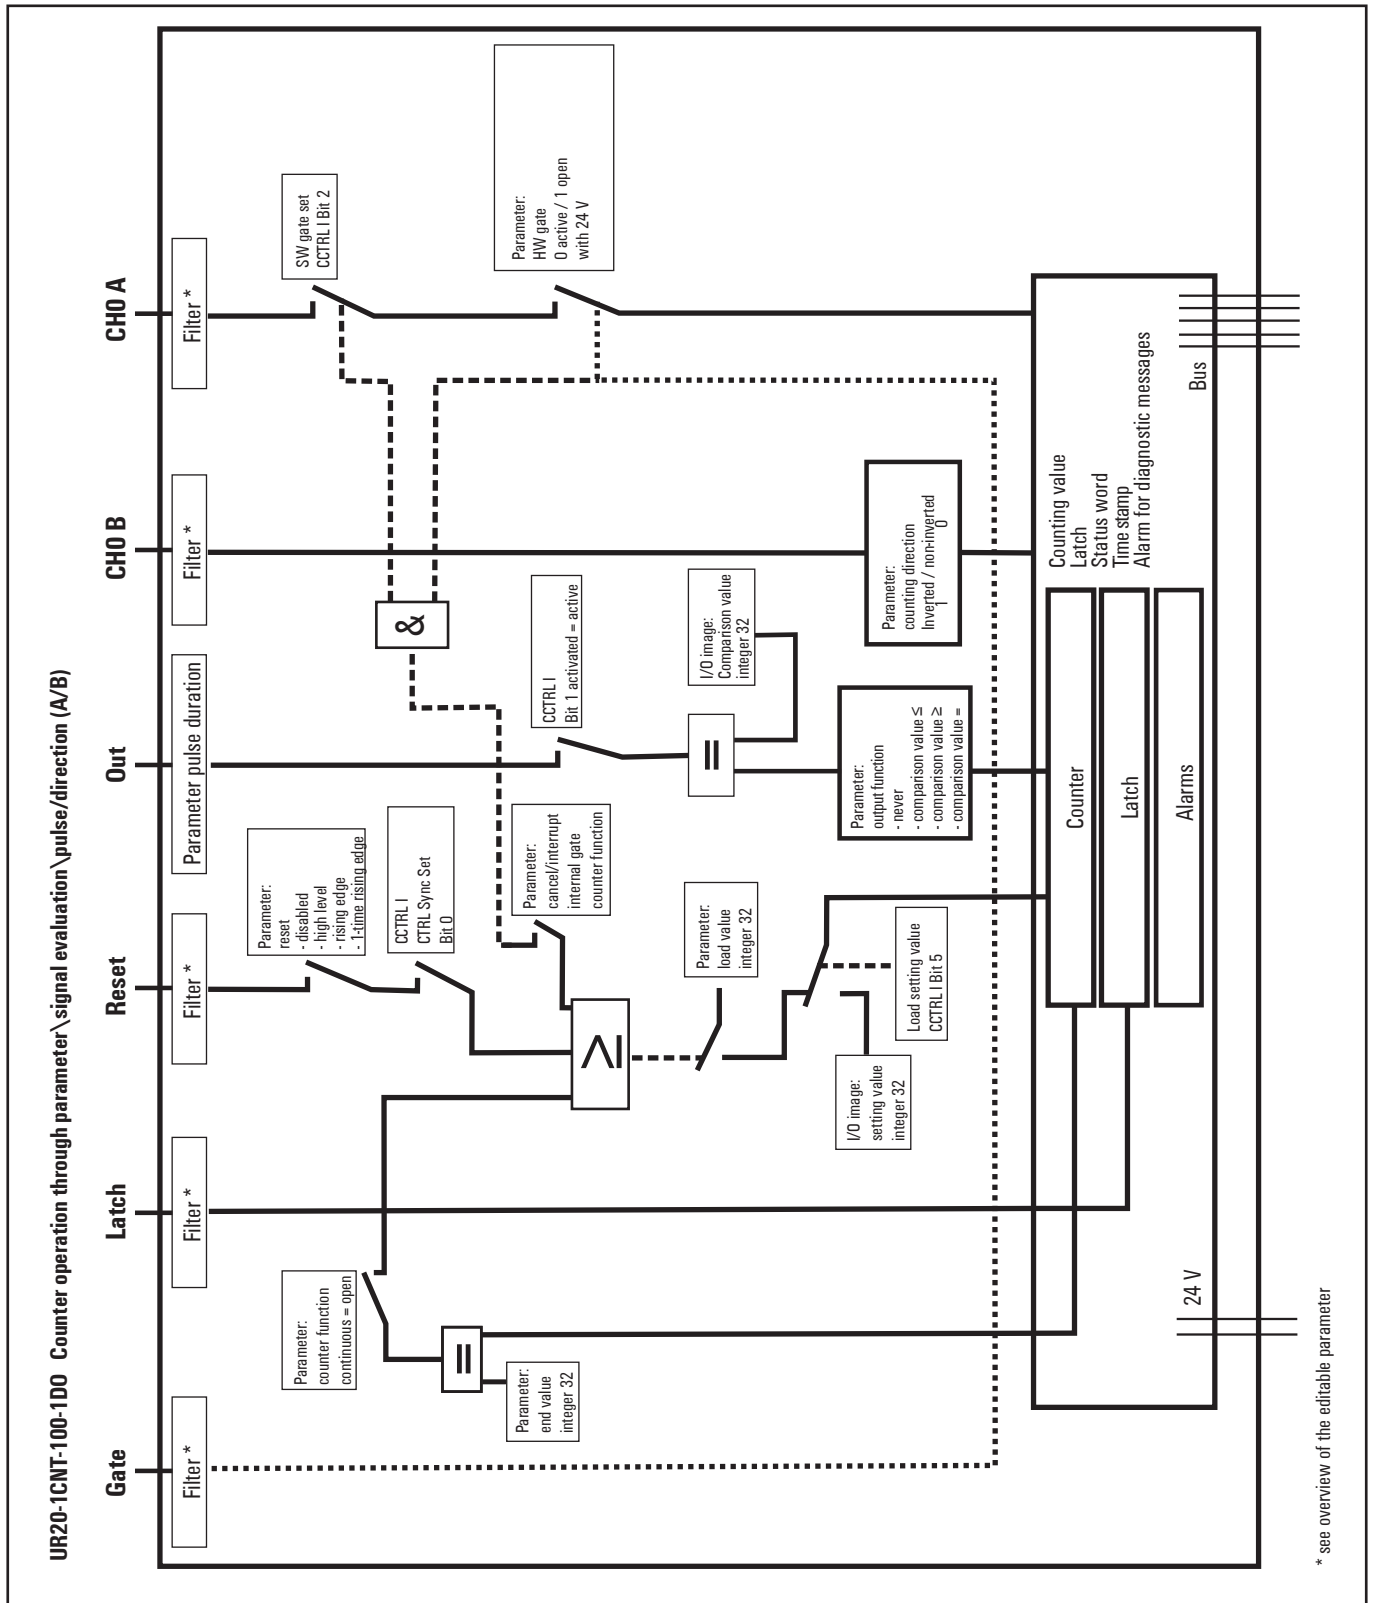 UR20-1CNT-100-1DO Counter operation through parameter\signal evaluation\pulse/direction (A/B)
Gate
Latch
Reset
Out
CH0 B
CH0 A
Filter *
Filter *
Filter *
Parameter pulse duration
Filter *
Filter *
Parameter:
counter function
continuous = open
Parameter:
reset
- disabled
- high level
- rising edge
- 1-time rising edge
SW gate set
CCTRL I Bit 2
CCTRL I
CTRL Sync Set
Bit 0
&
=
Parameter:
end value
integer 32
Parameter:
cancel/interrupt
internal gate
counter function
CCTRL I
Bit 1 activated = active
Parameter:
HW gate
0 active / 1 open
with 24 V
≥
Parameter:
load value
integer 32
=
I/O image:
Comparison value
integer 32
I/O image:
setting value
integer 32
Load setting value
CCTRL I Bit 5
Parameter:
output function
- never
- comparison value ≤
- comparison value ≥
- comparison value =
Parameter:
counting direction
Inverted / non-inverted
1 0
Counter
Latch
Alarms
Counting value
Latch
Status word
Time stamp
Alarm for diagnostic messages
24 V
Bus
* see overview of the editable parameter